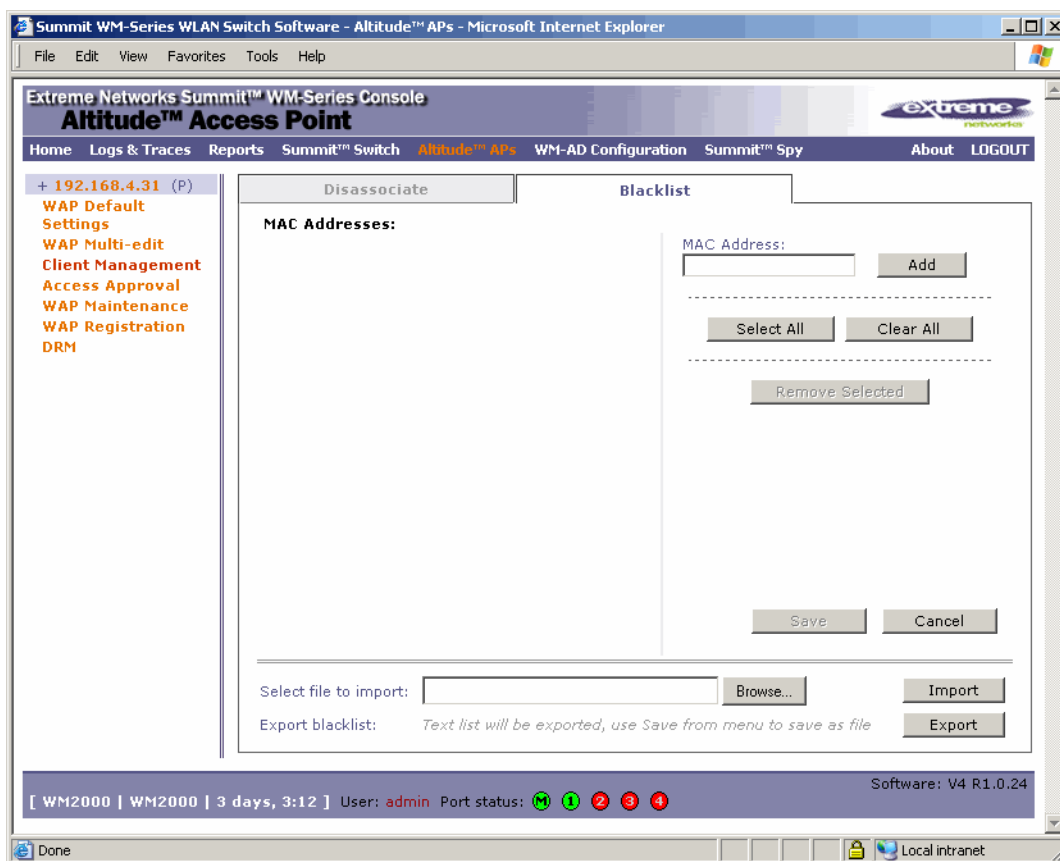 Summit WM-Series WLAN Switch Software - Altitude™ APs - Microsoft Internet Explorer
File Edit View Favorites Tools Help
Extreme Networks Summit™ WM-Series Console
Altitude™ Access Point
extreme
networks
Home Logs & Traces Reports Summit™ Switch Altitude™ APs WM-AD Configuration Summit™ Spy About LOGOUT
+ 192.168.4.31 (P)
WAP Default
Settings
WAP Multi-edit
Client Management
Access Approval
WAP Maintenance
WAP Registration
DRM
Disassociate Blacklist
MAC Addresses:
MAC Address:
Add
Select All Clear All
Remove Selected
Save Cancel
Select file to import: Browse... Import
Export blacklist: Text list will be exported, use Save from menu to save as file Export
Software: V4 R1.0.24
[ WM2000 | WM2000 | 3 days, 3:12 ] User: admin Port status: M 1 2 3 4
Done Local intranet